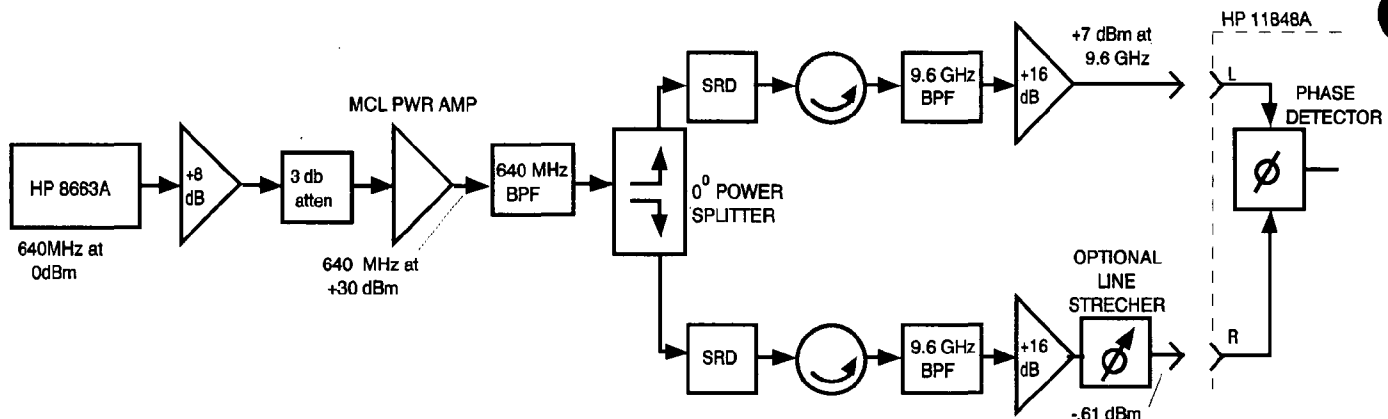 HP 8663A
640MHz at
0dBm
+8
dB
3 db
atten
MCL PWR AMP
640 MHz at
+30 dBm
640 MHz
BPF
0⁰ POWER
SPLITTER
SRD
9.6 GHz
BPF
+16
dB
+7 dBm at
9.6 GHz
HP 11848A
L
PHASE
DETECTOR
ø
SRD
9.6 GHz
BPF
+16
dB
OPTIONAL
LINE
STRECHER
ø
-.61 dBm
R